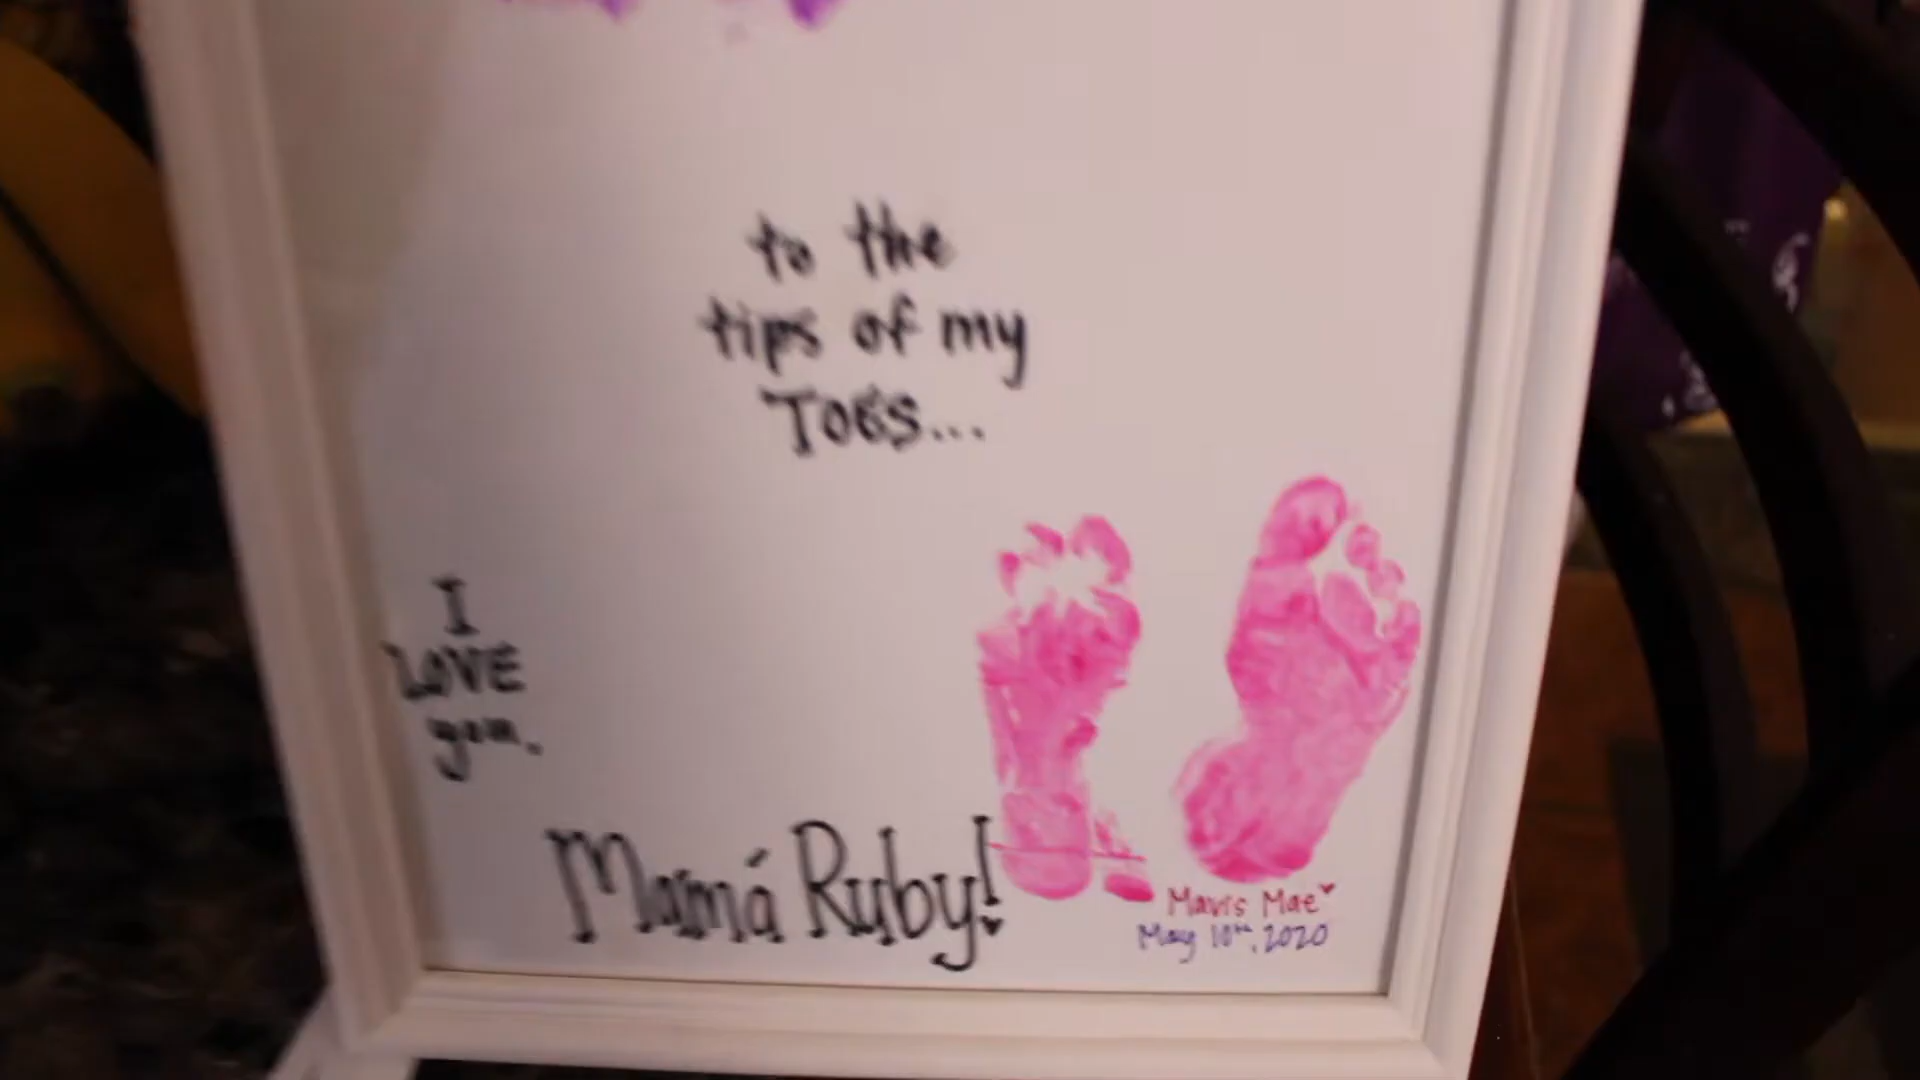 to the
tips of my
TOES...
I
LOVE
you.
Mamá Ruby!
Mavis Mae
May 10th, 2020